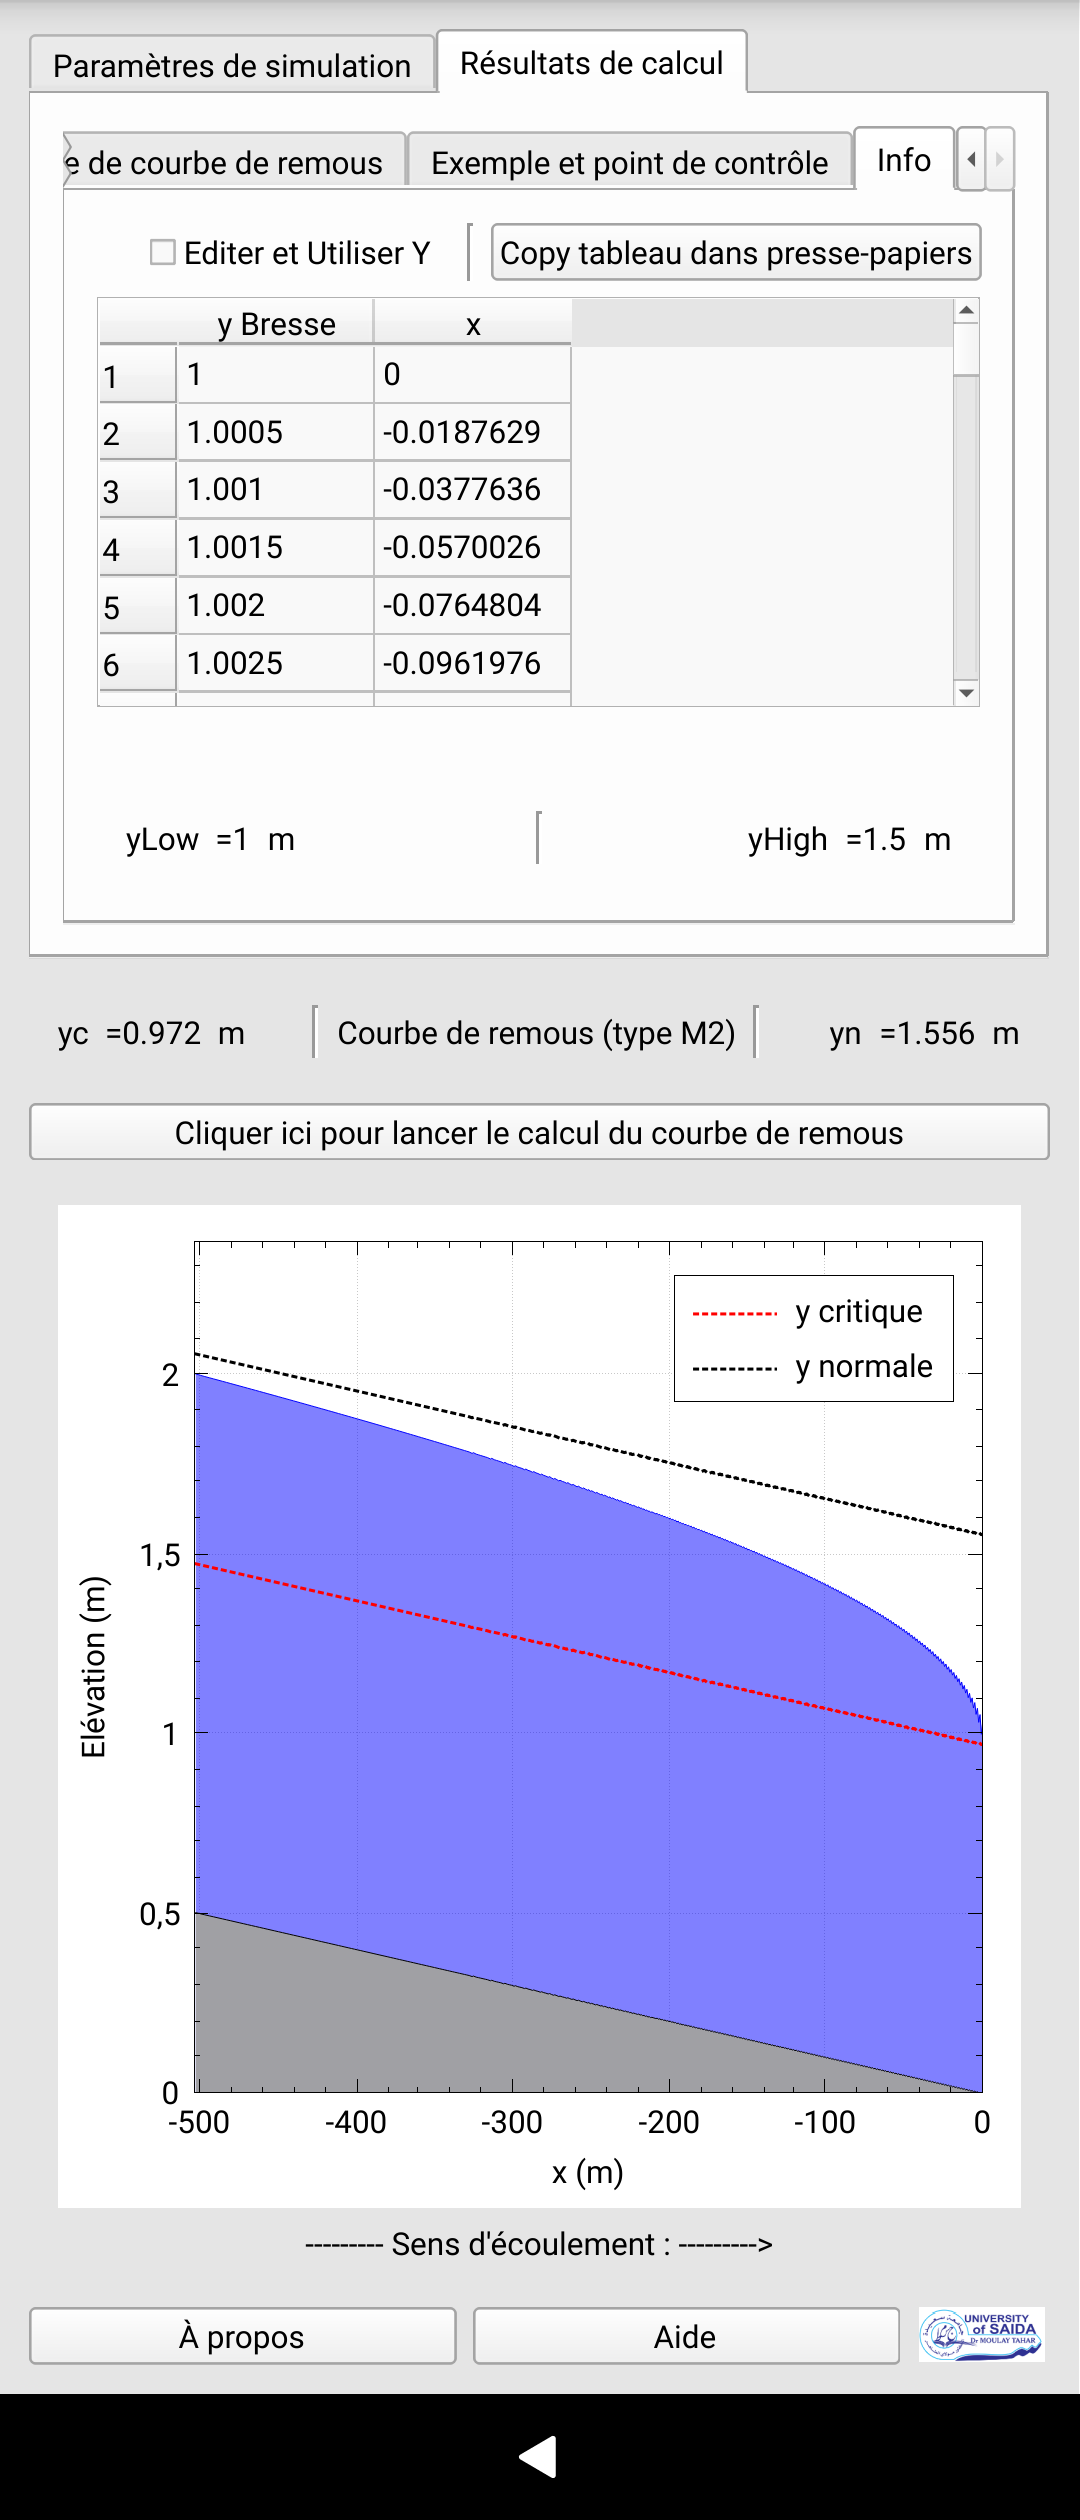 Paramètres de simulation
Résultats de calcul
e de courbe de remous
Exemple et point de contrôle
Info
Editer et Utiliser Y
Copy tableau dans presse-papiers
y Bresse x
1 1 0
2 1.0005 -0.0187629
3 1.001 -0.0377636
4 1.0015 -0.0570026
5 1.002 -0.0764804
6 1.0025 -0.0961976
yLow =1 m
yHigh =1.5 m
yc =0.972 m
Courbe de remous (type M2)
yn =1.556 m
Cliquer ici pour lancer le calcul du courbe de remous
y critique
y normale
2
1,5
1
0,5
0
Elévation (m)
-500 -400 -300 -200 -100 0
x (m)
--------- Sens d'écoulement : --------->
À propos
Aide
UNIVERSITY
of SAIDA
Dr MOULAY TAHAR